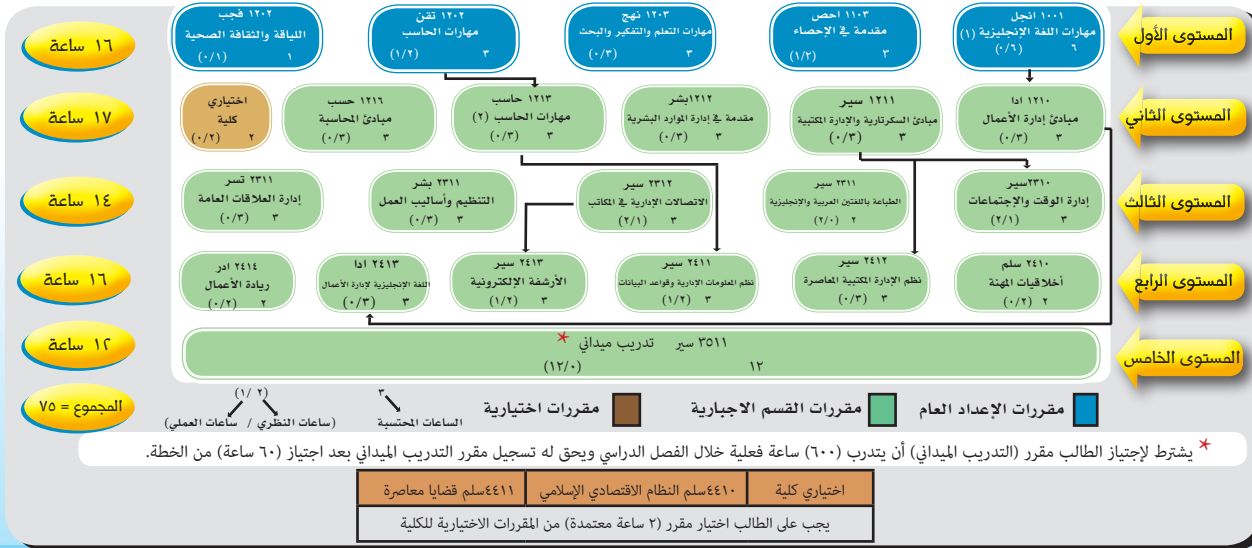 المستوى الأول
١٠٠١ انجل
مهارات اللغة الإنجليزية (١)
٦
(٠/٦)
١١٠٣ احص
مقدمة في الإحصاء
٣
(١/٢)
١٢٠٣ نهج
مهارات التعلم والتفكير والبحث
٣
(٠/٣)
١٢٠٢ تقن
مهارات الحاسب
٣
(١/٢)
١٢٠٢ فجب
اللياقة والثقافة الصحية
١
(٠/١)
١٦ ساعة
المستوى الثاني
١٢١٠ ادا
مبادئ إدارة الأعمال
٣
(٠/٣)
١٢١١ سير
مبادئ السكرتارية والإدارة المكتبية
٣
(٠/٣)
١٢١٢بشر
مقدمة في إدارة الموارد البشرية
٣
(٠/٣)
١٢١٣ حاسب
مهارات الحاسب (٢)
٣
(٠/٣)
١٢١٦ حسب
مبادئ المحاسبة
٣
(٠/٣)
اختياري
كلية
٢
(٠/٢)
١٧ ساعة
المستوى الثالث
٢٣١٠سير
إدارة الوقت والإجتماعات
٣
(٢/١)
٢٣١١ سير
الطباعة باللغتين العربية والإنجليزية
٢
(٢/٠)
٢٣١٢ سير
الاتصالات الإدارية في المكاتب
٣
(٢/١)
٢٣١١ بشر
التنظيم وأساليب العمل
٣
(٠/٣)
٢٣١١ تسر
إدارة العلاقات العامة
٣
(٠/٣)
١٤ ساعة
المستوى الرابع
٢٤١٠ سلم
أخلاقيات المهنة
٢
(٠/٢)
٢٤١٢ سير
نظم الإدارة المكتبية المعاصرة
٣
(٠/٣)
٢٤١١ سير
نظم المعلومات الإدارية وقواعد البيانات
٣
(١/٢)
٢٤١٣ سير
الأرشفة الإلكترونية
٣
(١/٢)
٢٤١٣ ادا
اللغة الإنجليزية لإدارة الأعمال
٣
(٠/٣)
٢٤١٤ ادر
ريادة الأعمال
٢
(٠/٢)
١٦ ساعة
المستوى الخامس
٣٥١١ سير تدريب ميداني *
١٢
(١٢/٠)
١٢ ساعة
مقررات الإعداد العام
مقررات القسم الاجبارية
مقررات اختيارية
٣
الساعات المحتسبة
(٢ /١)
(ساعات النظري / ساعات العملي)
المجموع = ٧٥
* يشترط لإجتياز الطالب مقرر (التدريب الميداني) أن يتدرب (٦٠٠) ساعة فعلية خلال الفصل الدراسي ويحق له تسجيل مقرر التدريب الميداني بعد اجتياز (٦٠ ساعة) من الخطة.
اختياري كلية
٤٤١٠سلم النظام الاقتصادي الإسلامي
٤٤١١سلم قضايا معاصرة
يجب على الطالب اختيار مقرر (٢ ساعة معتمدة) من المقررات الاختيارية للكلية